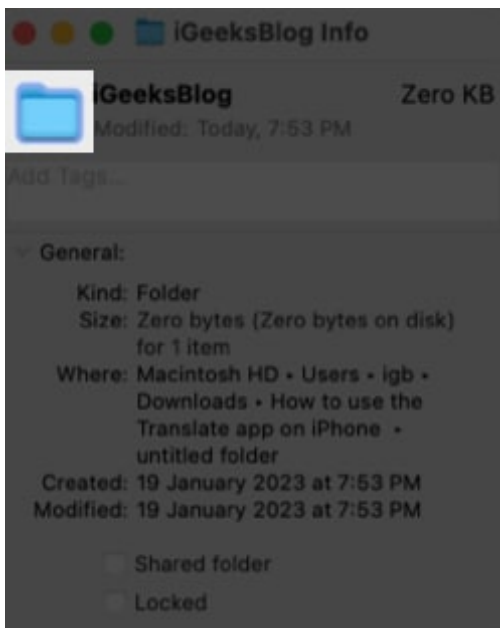 iGeeksBlog Info
iGeeksBlog Zero KB
Modified: Today, 7:53 PM
Add Tags...
General:
Kind: Folder
Size: Zero bytes (Zero bytes on disk)
for 1 item
Where: Macintosh HD • Users • igb •
Downloads • How to use the
Translate app on iPhone •
untitled folder
Created: 19 January 2023 at 7:53 PM
Modified: 19 January 2023 at 7:53 PM
Shared folder
Locked